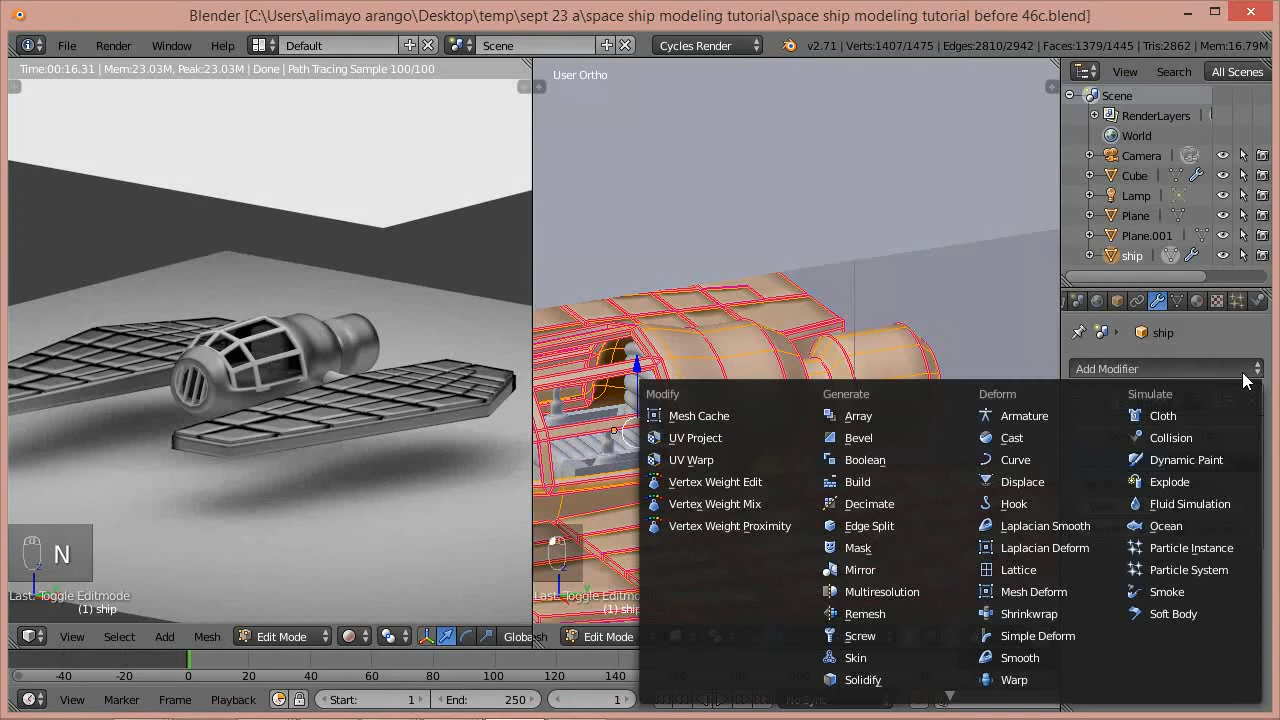 Blender [C:\Users\alimayo arango\Desktop\temp\sept 23 a\space ship modeling tutorial\space ship modeling tutorial before 46c.blend]
File Render Window Help Default Scene Cycles Render v2.71 | Verts:1407/1475 | Edges:2810/2942 | Faces:1379/1445 | Tris:2862 | Mem:16.79M
Time:00:16.31 | Mem:23.03M, Peak:23.03M | Done | Path Tracing Sample 100/100
User Ortho
View Search All Scenes
Scene
RenderLayers
World
Camera
Cube
Lamp
Plane
Plane.001
ship
ship
Add Modifier
Modify
Mesh Cache
UV Project
UV Warp
Vertex Weight Edit
Vertex Weight Mix
Vertex Weight Proximity
Generate
Array
Bevel
Boolean
Build
Decimate
Edge Split
Mask
Mirror
Multiresolution
Remesh
Screw
Skin
Solidify
Deform
Armature
Cast
Curve
Displace
Hook
Laplacian Smooth
Laplacian Deform
Lattice
Mesh Deform
Shrinkwrap
Simple Deform
Smooth
Warp
Simulate
Cloth
Collision
Dynamic Paint
Explode
Fluid Simulation
Ocean
Particle Instance
Particle System
Smoke
Soft Body
N
Last: Toggle Editmode
(1) ship
Last: Toggle Editmo
(1) ship
View Select Add Mesh Edit Mode Globa
Edit Mode
-40 -20 0 20 40 60 80 100 120 140
View Marker Frame Playback Start: 1 End: 250 1